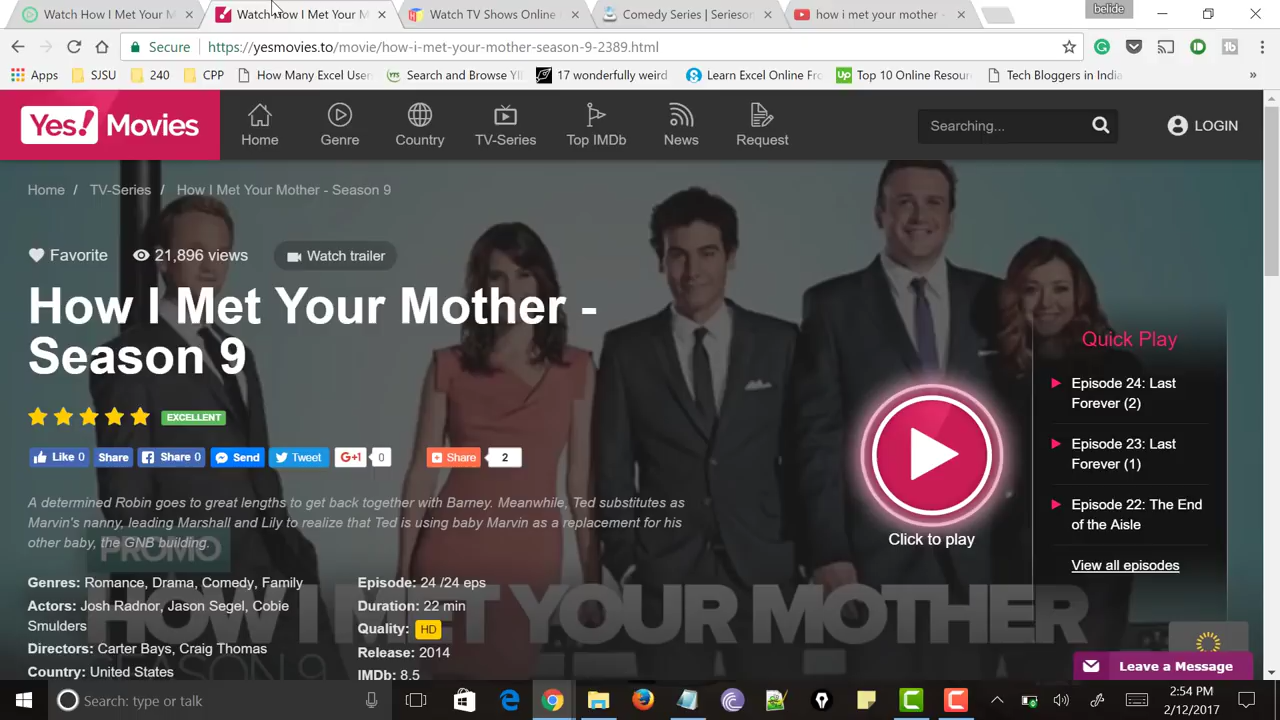 Watch How I Met Your M
Watch How I Met Your M
Watch TV Shows Online
Comedy Series | Serieson
how i met your mother -
belide
Secure
https://yesmovies.to/movie/how-i-met-your-mother-season-9-2389.html
Apps
SJSU
240
CPP
How Many Excel User
Search and Browse YII
17 wonderfully weird
Learn Excel Online Fr
Top 10 Online Resour
Tech Bloggers in India
»
Yes! Movies
Home
Genre
Country
TV-Series
Top IMDb
News
Request
Searching...
LOGIN
Home / TV-Series / How I Met Your Mother - Season 9
Favorite
21,896 views
Watch trailer
How I Met Your Mother -
Season 9
EXCELLENT
Like 0
Share
Share 0
Send
Tweet
G+1
0
Share
2
A determined Robin goes to great lengths to get back together with Barney. Meanwhile, Ted substitutes as
Marvin's nanny, leading Marshall and Lily to realize that Ted is using baby Marvin as a replacement for his
other baby, the GNB building.
PROMO
HOW I MET YOUR MOTHER
SEASON 9
Genres: Romance, Drama, Comedy, Family
Actors: Josh Radnor, Jason Segel, Cobie
Smulders
Directors: Carter Bays, Craig Thomas
Country: United States
Episode: 24 /24 eps
Duration: 22 min
Quality: HD
Release: 2014
IMDb: 8.5
Click to play
Quick Play
Episode 24: Last
Forever (2)
Episode 23: Last
Forever (1)
Episode 22: The End
of the Aisle
View all episodes
Leave a Message
Search: type or talk
2:54 PM
2/12/2017